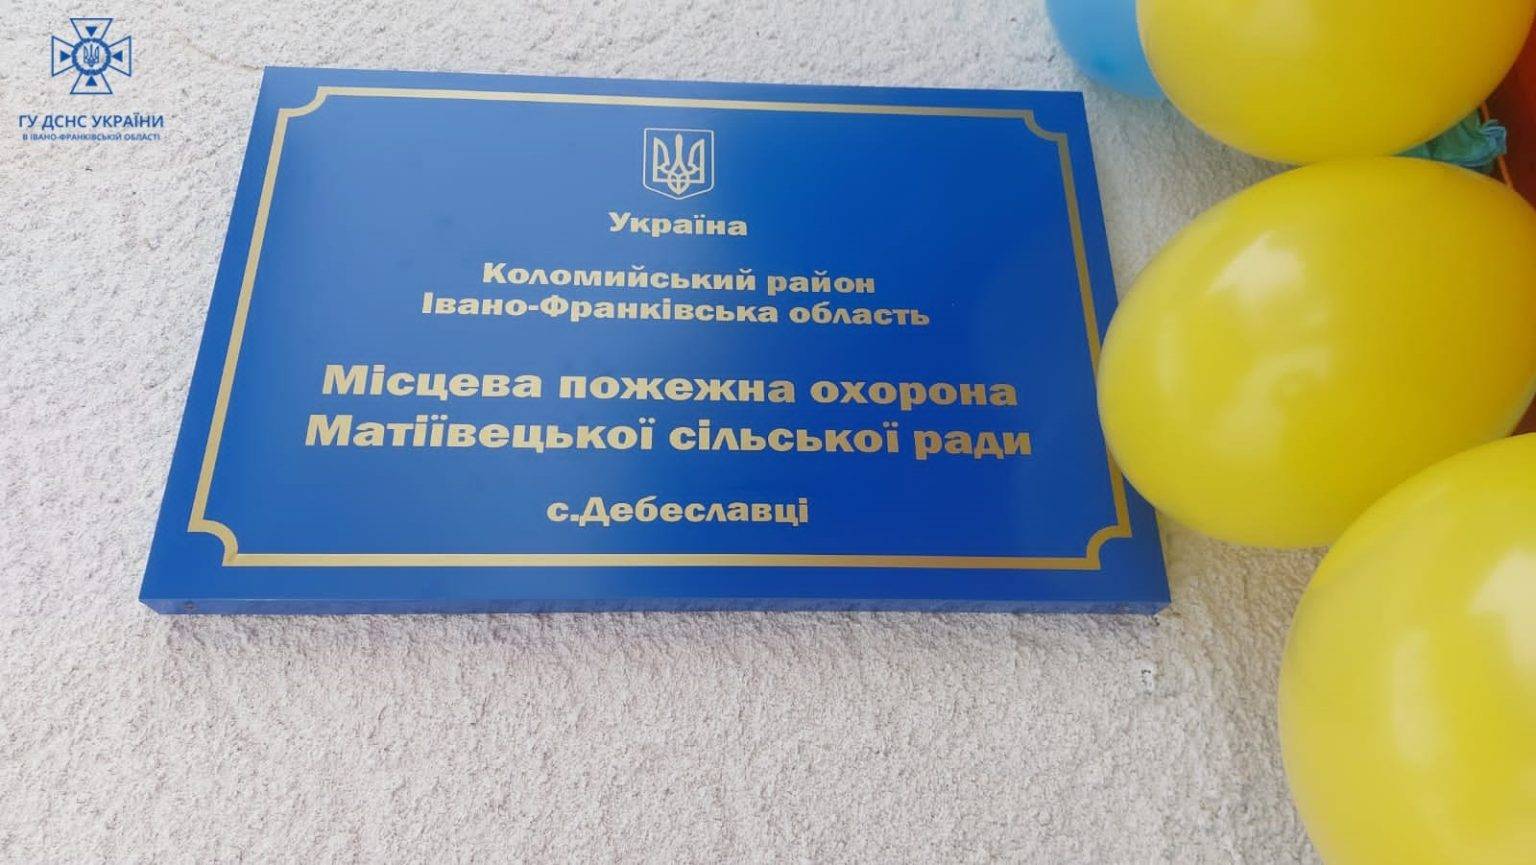 ГУ ДСНС УКРАЇНИ
В ІВАНО-ФРАНКІВСЬКІЙ ОБЛАСТІ
Україна
Коломийський район
Івано-Франківська область
Місцева пожежна охорона
Матіївецької сільської ради
с.Дебеславці